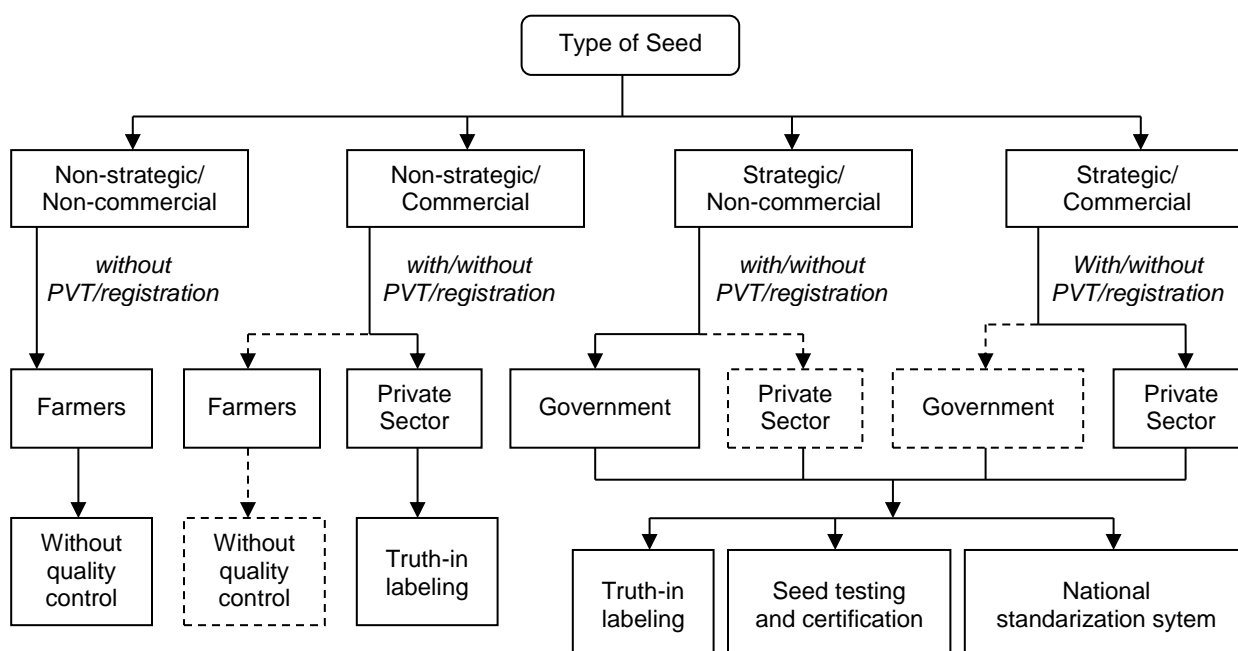 Type of Seed
Non-strategic/
Non-commercial
Non-strategic/
Commercial
Strategic/
Non-commercial
Strategic/
Commercial
without
PVT/registration
with/without
PVT/registration
with/without
PVT/registration
With/without
PVT/registration
Farmers
Farmers
Private
Sector
Government
Private
Sector
Government
Private
Sector
Without
quality
control
Without
quality
control
Truth-in
labeling
Truth-in
labeling
Seed testing
and certification
National
standarization sytem